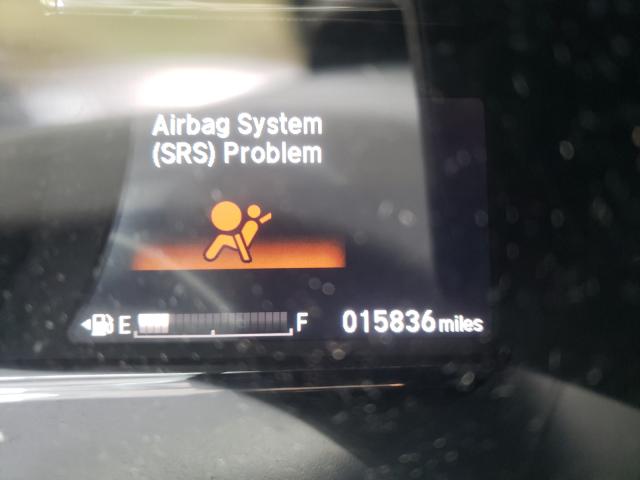 Airbag System
(SRS) Problem
E F 015836 miles